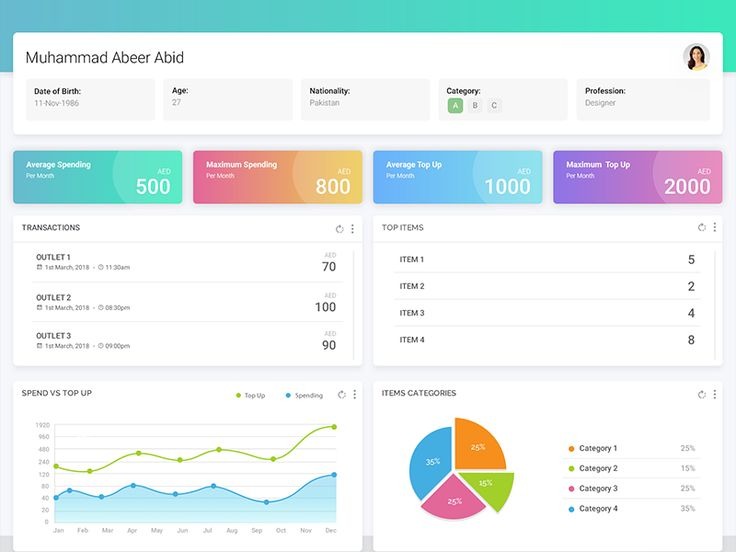 Muhammad Abeer Abid
Date of Birth: Age: Nationality: Category: Profession:
11-Nov-1986 27 Pakistan A B C Designer
Average Spending Maximum Spending Average Top Up Maximum Top Up
Per Month AED Per Month AED Per Month AED Per Month AED
500 800 1000 2000
TRANSACTIONS
OUTLET 1 AED
1st March, 2018 - 11:30am 70
OUTLET 2 AED
1st March, 2018 - 08:30pm 100
OUTLET 3 AED
1st March, 2018 - 09:00pm 90
TOP ITEMS
ITEM 1 5
ITEM 2 2
ITEM 3 4
ITEM 4 8
SPEND VS TOP UP Top Up Spending
1920
960
480
240
120
80
40
20
0
Jan Feb Mar Apr May Jun Jul Aug Sep Oct Nov Dec
ITEMS CATEGORIES
25%
35%
15%
25%
Category 1 25%
Category 2 15%
Category 3 25%
Category 4 35%